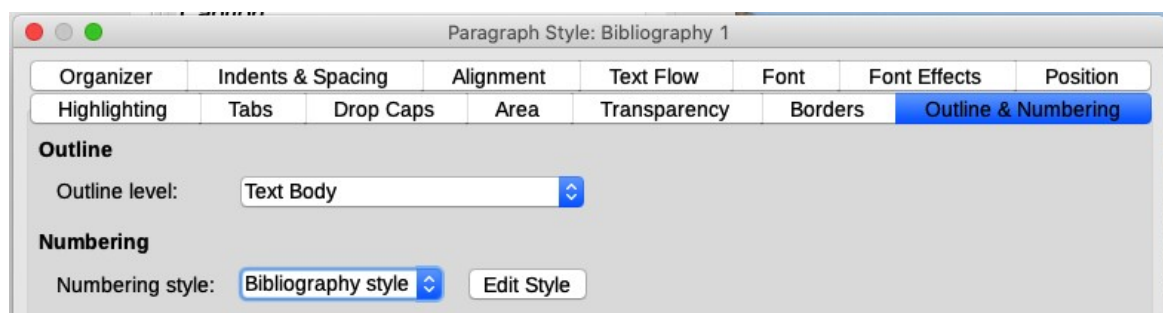 Paragraph Style: Bibliography 1
Organizer Indents & Spacing Alignment Text Flow Font Font Effects Position
Highlighting Tabs Drop Caps Area Transparency Borders Outline & Numbering
Outline
Outline level: Text Body
Numbering
Numbering style: Bibliography style Edit Style